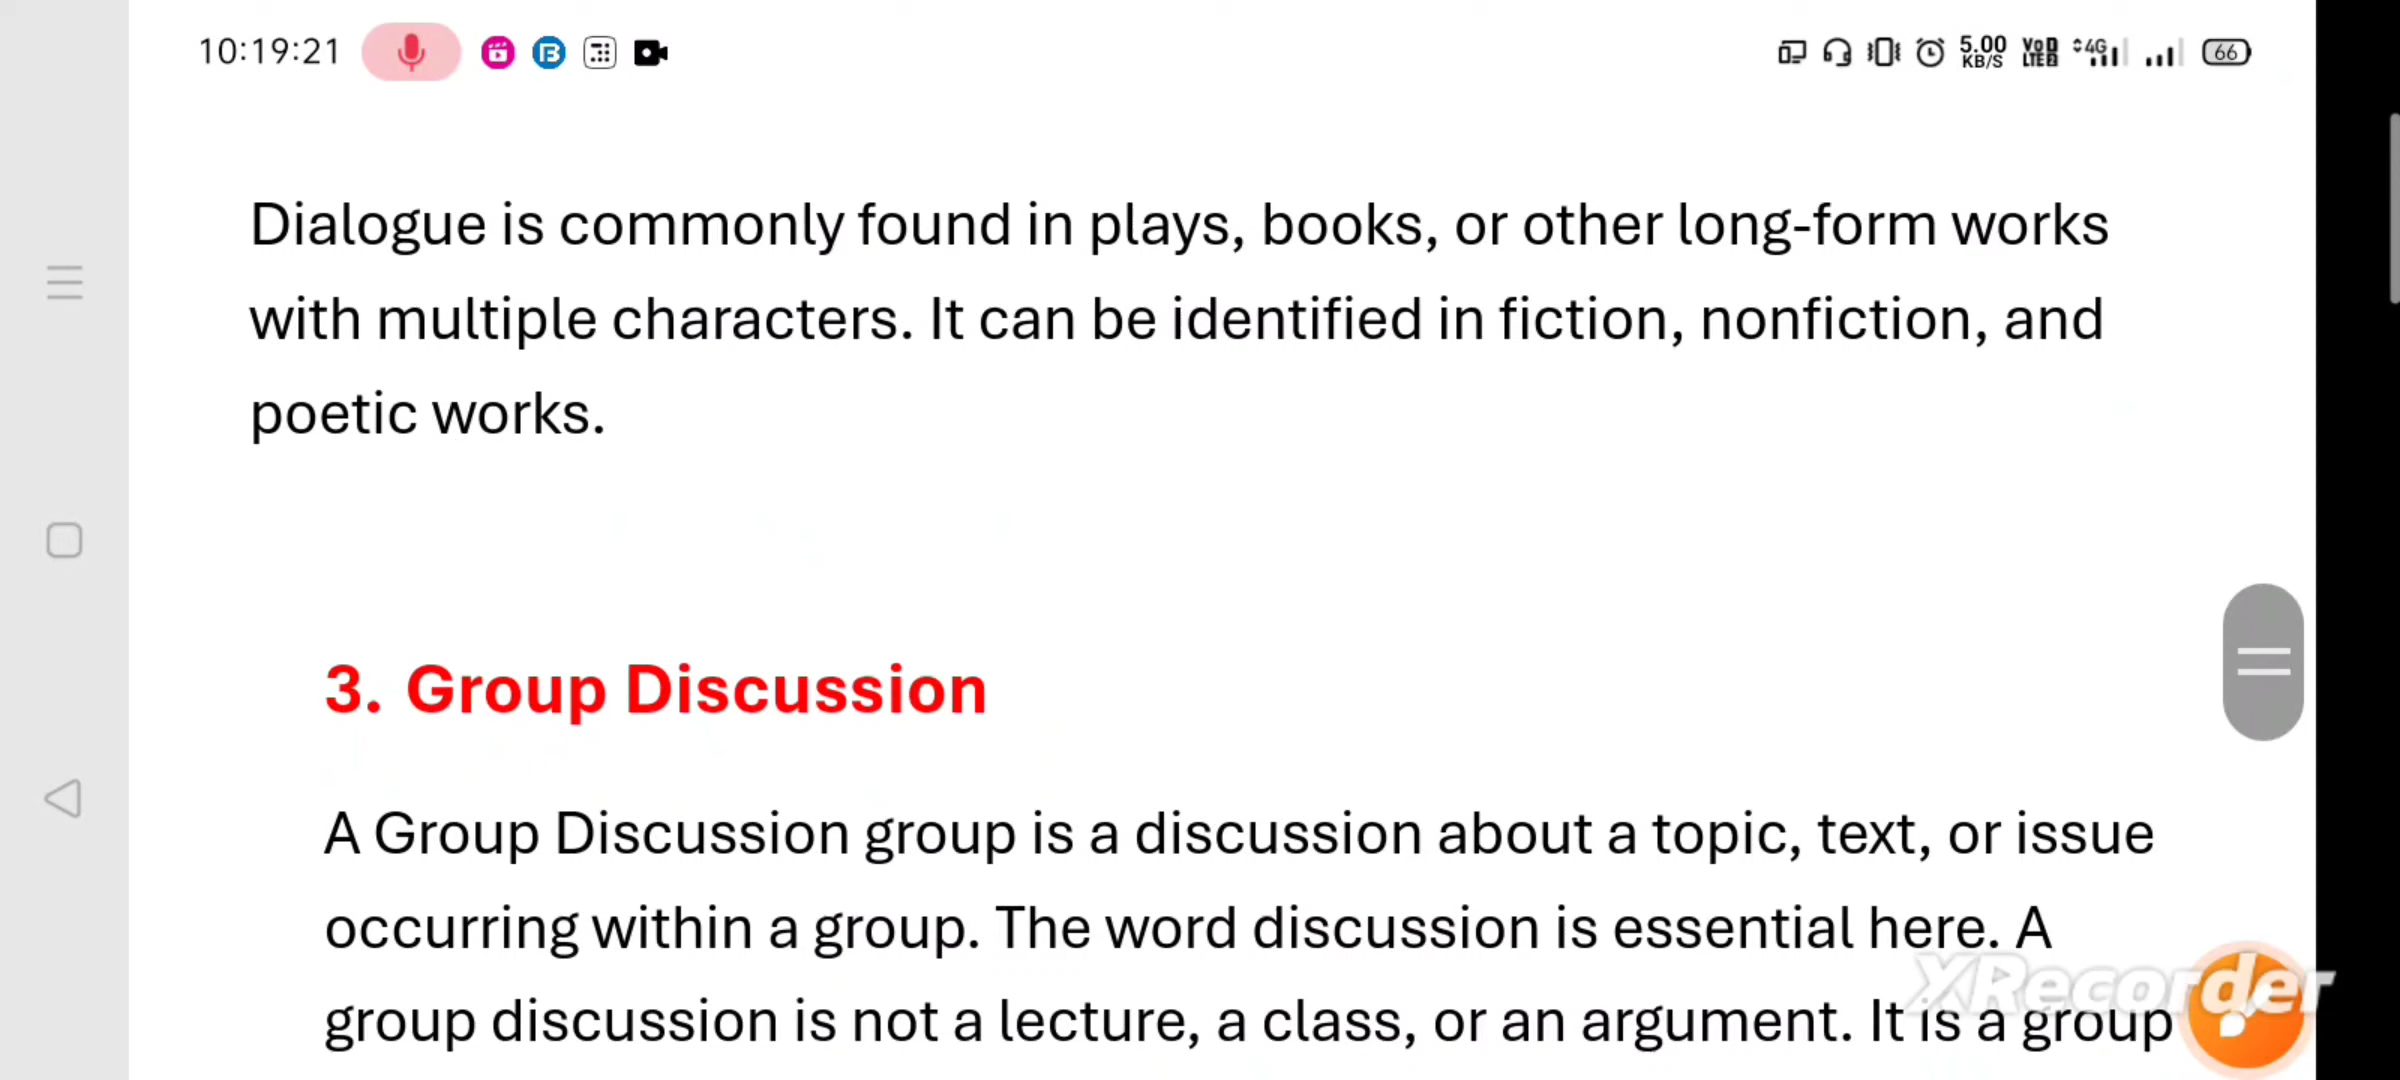 10:19:21
5.00 KB/S VoD LTE2 4G 66
Dialogue is commonly found in plays, books, or other long-form works
with multiple characters. It can be identified in fiction, nonfiction, and
poetic works.
3. Group Discussion
A Group Discussion group is a discussion about a topic, text, or issue
occurring within a group. The word discussion is essential here. A
group discussion is not a lecture, a class, or an argument. It is a group
XRecorder